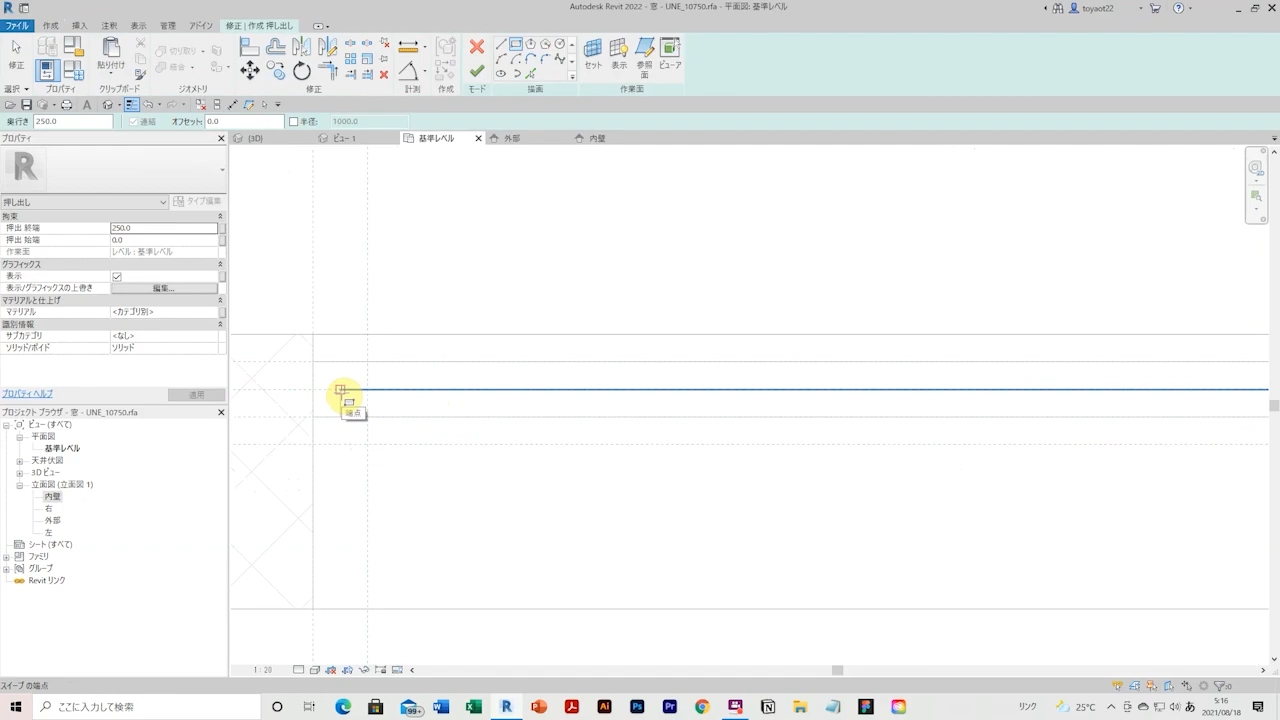 Autodesk Revit 2022 - 窓 - UNE_10750.rfa - 平面図: 基準レベル
toyaot22
ファイル 作成 挿入 注釈 表示 管理 アドイン 修正 | 作成 押し出し
修正
貼り付け
切り取り
結合
セット 表示 参照面 ビューア
選択 プロパティ クリップボード ジオメトリ 修正 計測 作成 モード 描画 作業面
奥行き 250.0 連結 オフセット: 0.0 半径: 1000.0
プロパティ
{3D} ビュー 1 基準レベル 外部 内壁
押し出し タイプ編集
拘束
押出 終端 250.0
押出 始端 0.0
作業面 レベル : 基準レベル
グラフィックス
表示
表示/グラフィックスの上書き 編集...
マテリアルと仕上げ
マテリアル <カテゴリ別>
識別情報
サブカテゴリ <なし>
ソリッド/ボイド ソリッド
プロパティ ヘルプ 適用
プロジェクト ブラウザ - 窓 - UNE_10750.rfa
ビュー (すべて)
平面図
基準レベル
天井伏図
3D ビュー
立面図 (立面図 1)
内壁
右
外部
左
シート (すべて)
ファミリ
グループ
Revit リンク
端点
1 : 20
スイープ の端点
:0
ここに入力して検索
99+
リンク
25°C
あ
5:16
2021/08/18